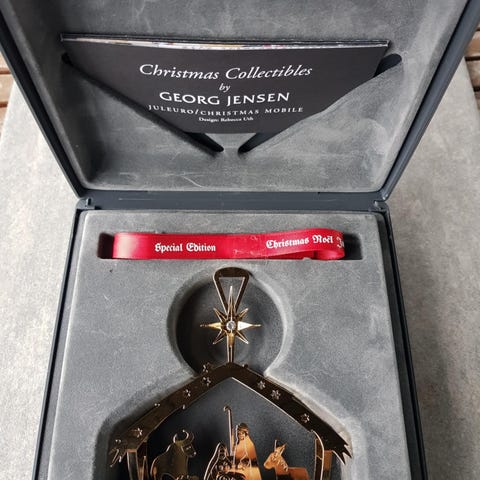 Christmas Collectibles
by
GEORG JENSEN
JULEURO/CHRISTMAS MOBILE
Design: Rebecca Uth
Special Edition Christmas Noël